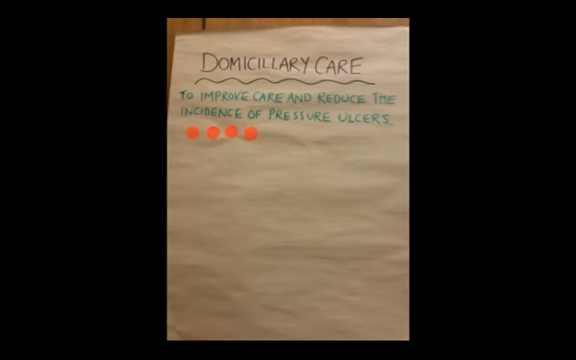 DOMICILLARY CARE
TO IMPROVE CARE AND REDUCE THE
INCIDENCE OF PRESSURE ULCERS.